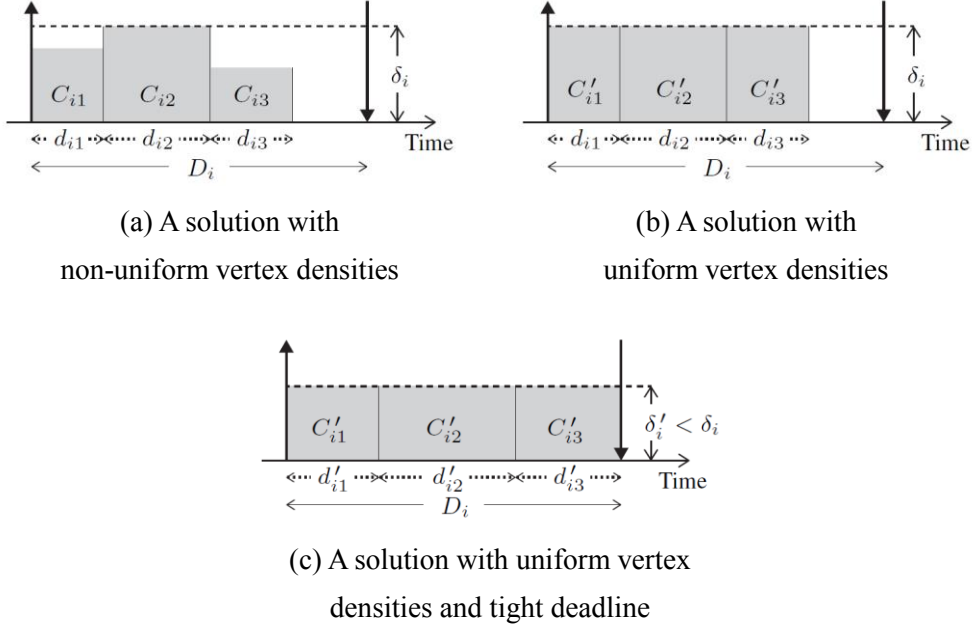 δ_i
C_{i1} C_{i2} C_{i3}
d_{i1} d_{i2} d_{i3} Time
D_i
(a) A solution with
non-uniform vertex densities
δ_i
C'_{i1} C'_{i2} C'_{i3}
d_{i1} d_{i2} d_{i3} Time
D_i
(b) A solution with
uniform vertex densities
δ'_i < δ_i
C'_{i1} C'_{i2} C'_{i3}
d'_{i1} d'_{i2} d'_{i3} Time
D_i
(c) A solution with uniform vertex
densities and tight deadline